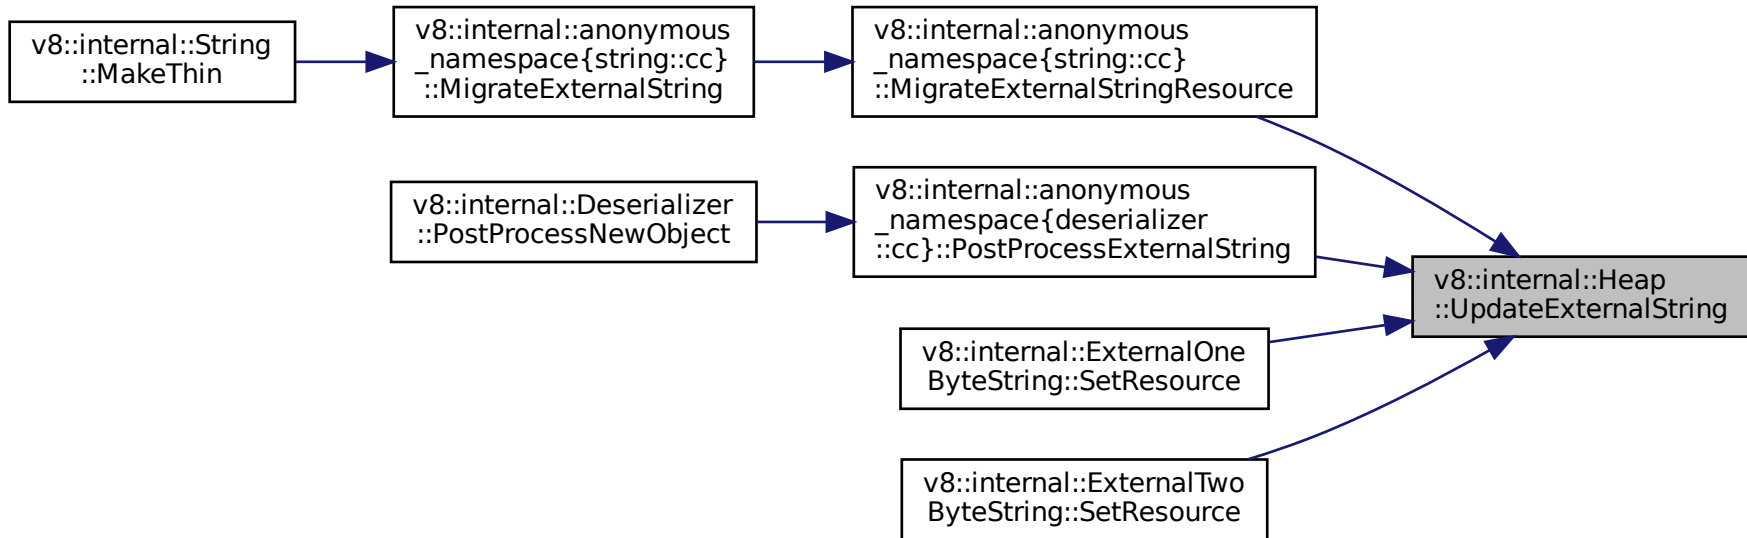 v8::internal::String
::MakeThin
v8::internal::anonymous
_namespace{string::cc}
::MigrateExternalString
v8::internal::anonymous
_namespace{string::cc}
::MigrateExternalStringResource
v8::internal::Deserializer
::PostProcessNewObject
v8::internal::anonymous
_namespace{deserializer
::cc}::PostProcessExternalString
v8::internal::Heap
::UpdateExternalString
v8::internal::ExternalOne
ByteString::SetResource
v8::internal::ExternalTwo
ByteString::SetResource